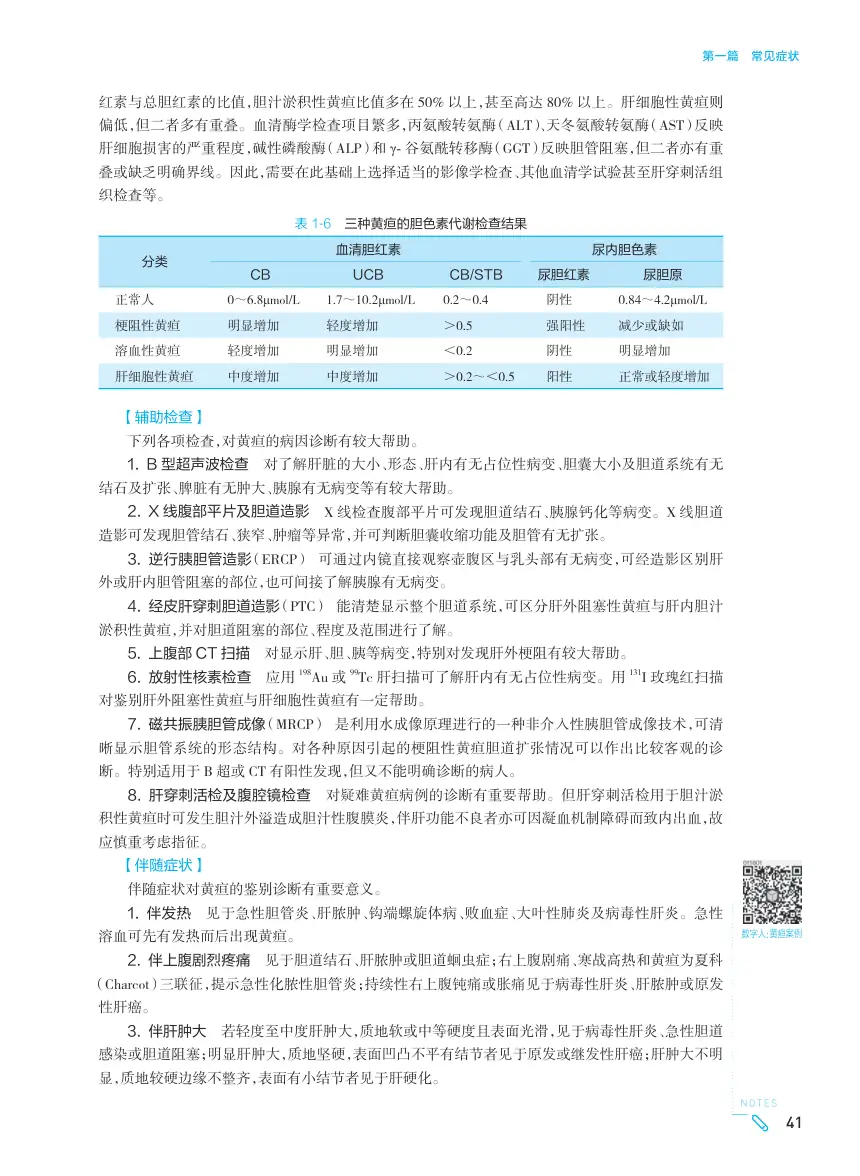 第一篇　常见症状
红素与总胆红素的比值,胆汁淤积性黄疸比值多在 50% 以上,甚至高达 80% 以上。肝细胞性黄疸则
偏低,但二者多有重叠。血清酶学检查项目繁多,丙氨酸转氨酶(ALT)、天冬氨酸转氨酶(AST)反映
肝细胞损害的严重程度,碱性磷酸酶(ALP)和 γ- 谷氨酰转移酶(GGT)反映胆管阻塞,但二者亦有重
叠或缺乏明确界线。因此,需要在此基础上选择适当的影像学检查、其他血清学试验甚至肝穿刺活组
织检查等。
表 1-6　三种黄疸的胆色素代谢检查结果
分类　血清胆红素　尿内胆色素
CB　UCB　CB/STB　尿胆红素　尿胆原
正常人　0～6.8μmol/L　1.7～10.2μmol/L　0.2～0.4　阴性　0.84～4.2μmol/L
梗阻性黄疸　明显增加　轻度增加　＞0.5　强阳性　减少或缺如
溶血性黄疸　轻度增加　明显增加　＜0.2　阴性　明显增加
肝细胞性黄疸　中度增加　中度增加　＞0.2～＜0.5　阳性　正常或轻度增加
【辅助检查】
下列各项检查,对黄疸的病因诊断有较大帮助。
1. B 型超声波检查　对了解肝脏的大小、形态、肝内有无占位性病变、胆囊大小及胆道系统有无
结石及扩张、脾脏有无肿大、胰腺有无病变等有较大帮助。
2. X 线腹部平片及胆道造影　X 线检查腹部平片可发现胆道结石、胰腺钙化等病变。X 线胆道
造影可发现胆管结石、狭窄、肿瘤等异常,并可判断胆囊收缩功能及胆管有无扩张。
3. 逆行胰胆管造影(ERCP)　可通过内镜直接观察壶腹区与乳头部有无病变,可经造影区别肝
外或肝内胆管阻塞的部位,也可间接了解胰腺有无病变。
4. 经皮肝穿刺胆道造影(PTC)　能清楚显示整个胆道系统,可区分肝外阻塞性黄疸与肝内胆汁
淤积性黄疸,并对胆道阻塞的部位、程度及范围进行了解。
5. 上腹部 CT 扫描　对显示肝、胆、胰等病变,特别对发现肝外梗阻有较大帮助。
6. 放射性核素检查　应用 ¹⁹⁸Au 或 ⁹⁹Tc 肝扫描可了解肝内有无占位性病变。用 ¹³¹I 玫瑰红扫描
对鉴别肝外阻塞性黄疸与肝细胞性黄疸有一定帮助。
7. 磁共振胰胆管成像(MRCP)　是利用水成像原理进行的一种非介入性胰胆管成像技术,可清
晰显示胆管系统的形态结构。对各种原因引起的梗阻性黄疸胆道扩张情况可以作出比较客观的诊
断。特别适用于 B 超或 CT 有阳性发现,但又不能明确诊断的病人。
8. 肝穿刺活检及腹腔镜检查　对疑难黄疸病例的诊断有重要帮助。但肝穿刺活检用于胆汁淤
积性黄疸时可发生胆汁外溢造成胆汁性腹膜炎,伴肝功能不良者亦可因凝血机制障碍而致内出血,故
应慎重考虑指征。
【伴随症状】
伴随症状对黄疸的鉴别诊断有重要意义。
1. 伴发热　见于急性胆管炎、肝脓肿、钩端螺旋体病、败血症、大叶性肺炎及病毒性肝炎。急性
溶血可先有发热而后出现黄疸。
2. 伴上腹剧烈疼痛　见于胆道结石、肝脓肿或胆道蛔虫症;右上腹剧痛、寒战高热和黄疸为夏科
(Charcot)三联征,提示急性化脓性胆管炎;持续性右上腹钝痛或胀痛见于病毒性肝炎、肝脓肿或原发
性肝癌。
3. 伴肝肿大　若轻度至中度肝肿大,质地软或中等硬度且表面光滑,见于病毒性肝炎、急性胆道
感染或胆道阻塞;明显肝肿大,质地坚硬,表面凹凸不平有结节者见于原发或继发性肝癌;肝肿大不明
显,质地较硬边缘不整齐,表面有小结节者见于肝硬化。
数字人:黄疸案例
NOTES
41